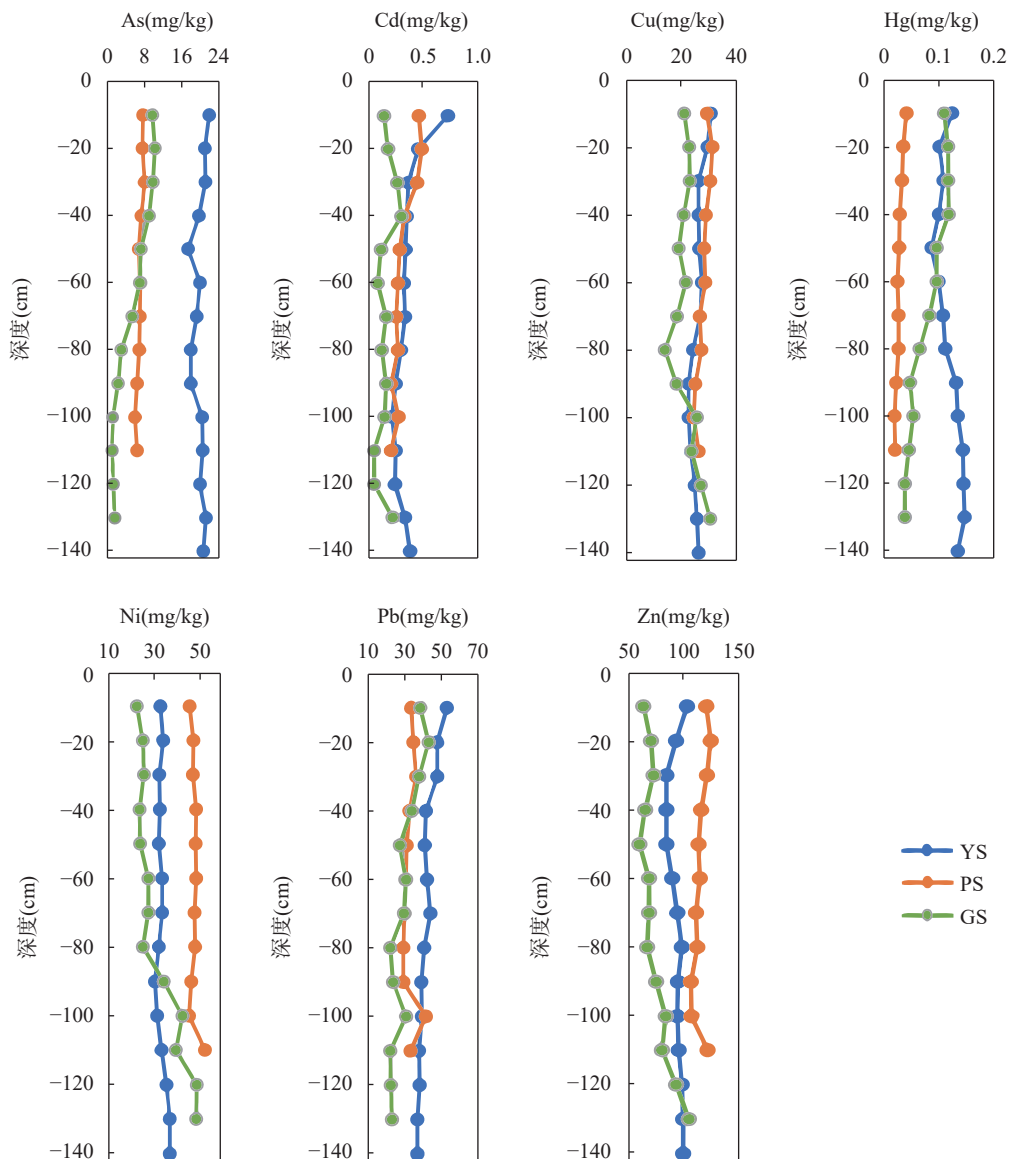 As(mg/kg) Cd(mg/kg) Cu(mg/kg) Hg(mg/kg)
0 8 16 24 0 0.5 1.0 0 20 40 0 0.1 0.2
0 0 0 0
−20 −20 −20 −20
−40 −40 −40 −40
−60 −60 −60 −60
−80 −80 −80 −80
−100 −100 −100 −100
−120 −120 −120 −120
−140 −140 −140 −140
深度(cm) 深度(cm) 深度(cm) 深度(cm)
Ni(mg/kg) Pb(mg/kg) Zn(mg/kg)
10 30 50 10 30 50 70 50 100 150
0 0 0
−20 −20 −20
−40 −40 −40
−60 −60 −60
−80 −80 −80
−100 −100 −100
−120 −120 −120
−140 −140 −140
深度(cm) 深度(cm) 深度(cm)
YS
PS
GS